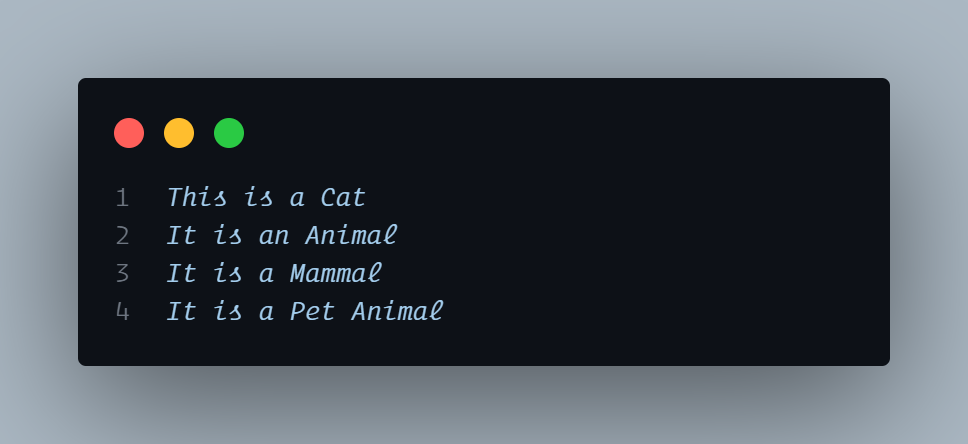 1 This is a Cat
2 It is an Animal
3 It is a Mammal
4 It is a Pet Animal